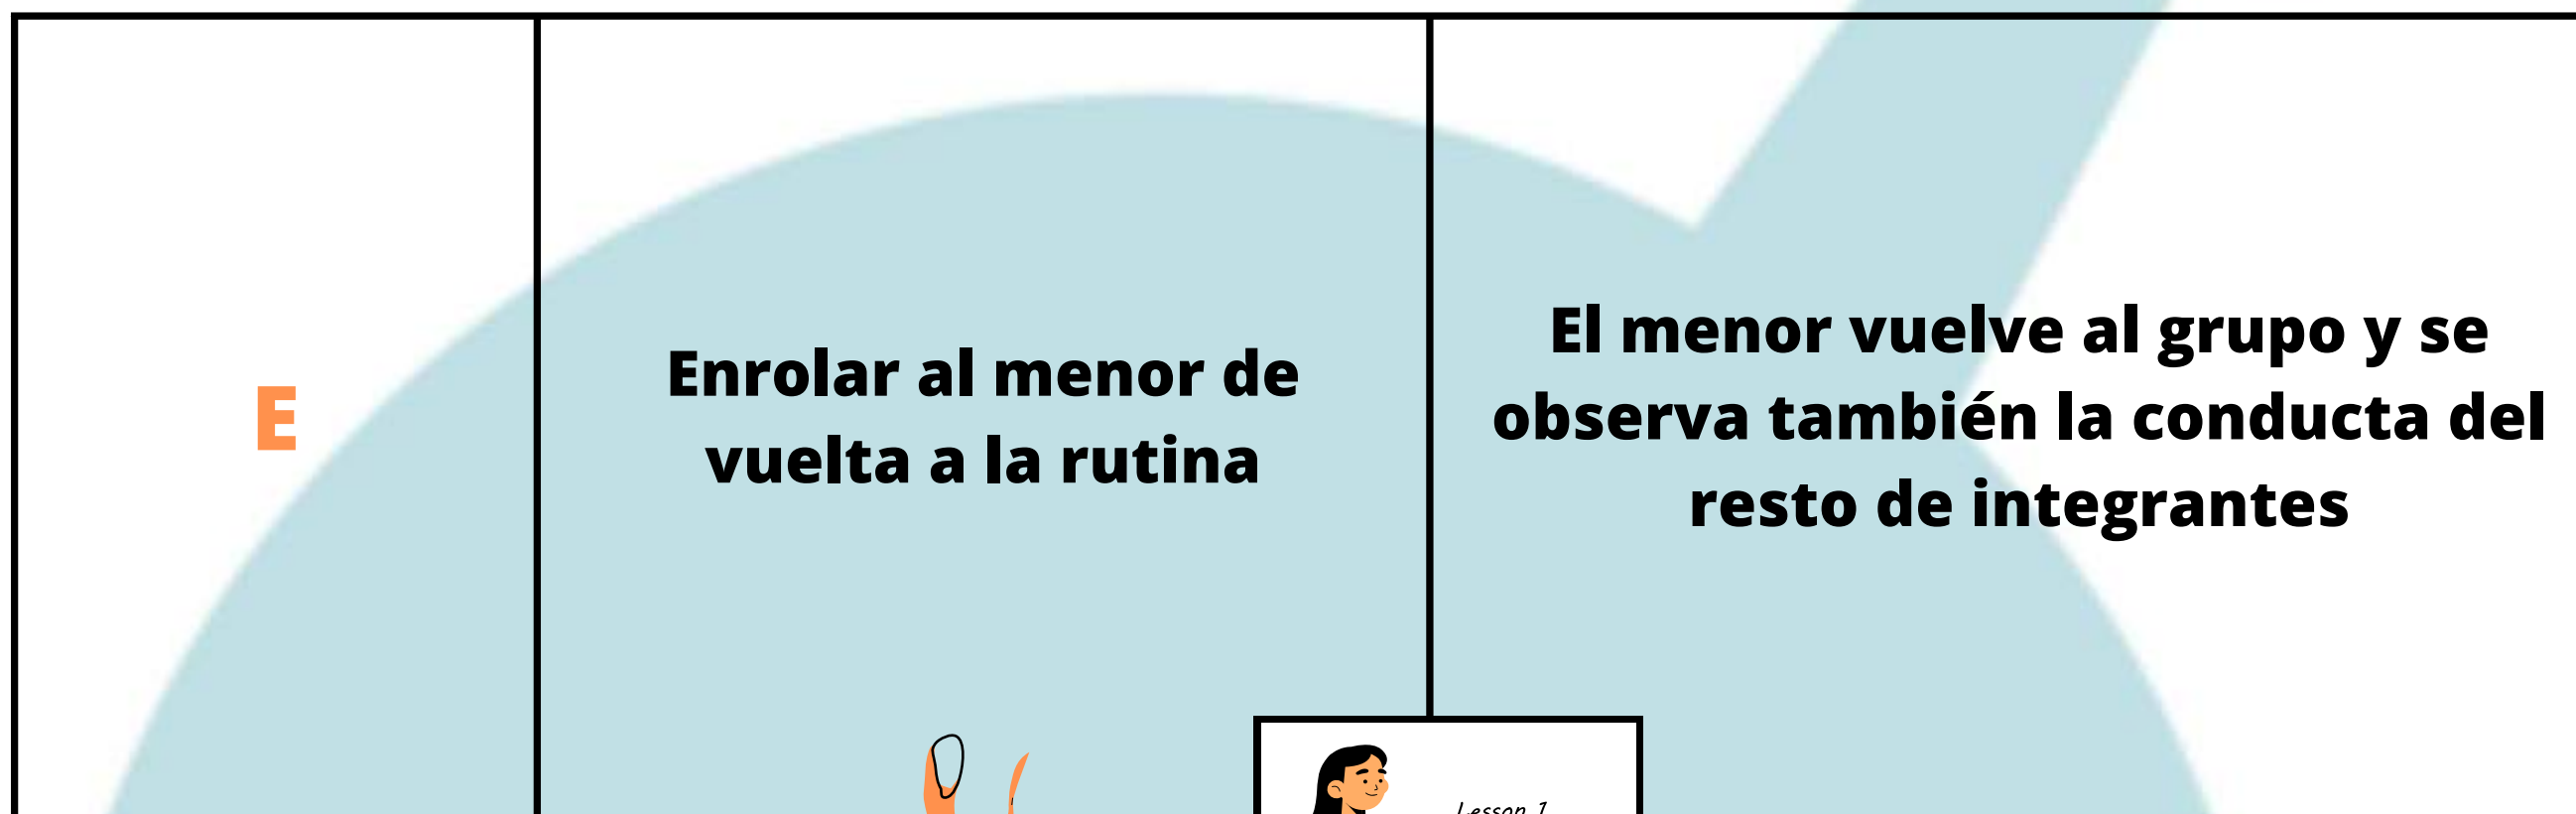 E
Enrolar al menor de
vuelta a la rutina
El menor vuelve al grupo y se
observa también la conducta del
resto de integrantes
Lesson 1